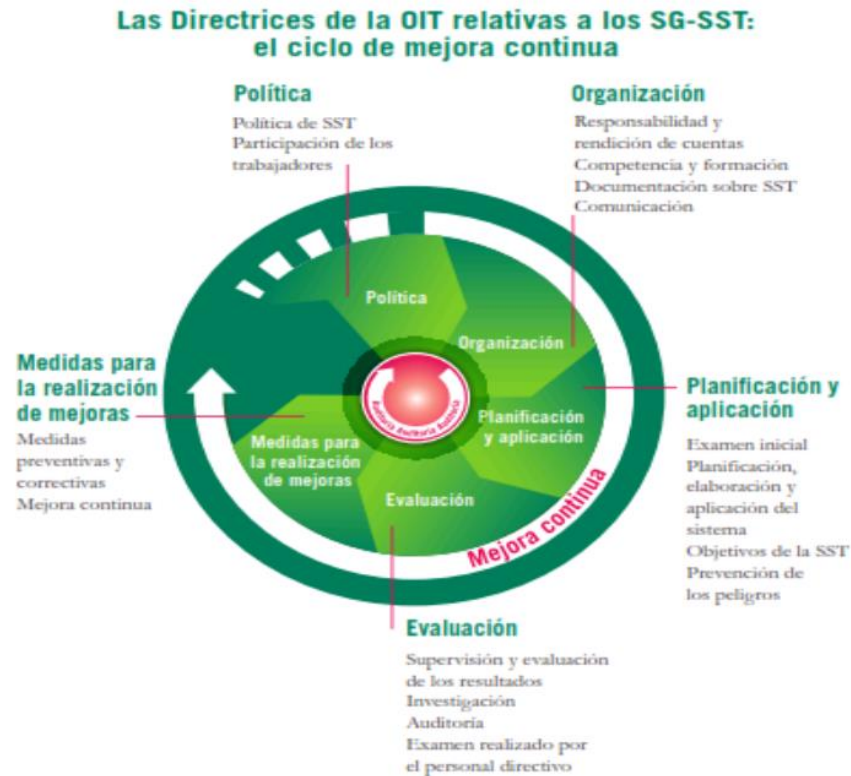 Las Directrices de la OIT relativas a los SG-SST:
el ciclo de mejora continua
Política
Política de SST
Participación de los
trabajadores
Organización
Responsabilidad y
rendición de cuentas
Competencia y formación
Documentación sobre SST
Comunicación
Política
Organización
Planificación
y aplicación
Evaluación
Medidas para
la realización
de mejoras
Auditoría Auditoría Auditoría
Mejora continua
Medidas para
la realización
de mejoras
Medidas
preventivas y
correctivas
Mejora continua
Planificación y
aplicación
Examen inicial
Planificación,
elaboración y
aplicación del
sistema
Objetivos de la SST
Prevención de
los peligros
Evaluación
Supervisión y evaluación
de los resultados
Investigación
Auditoría
Examen realizado por
el personal directivo